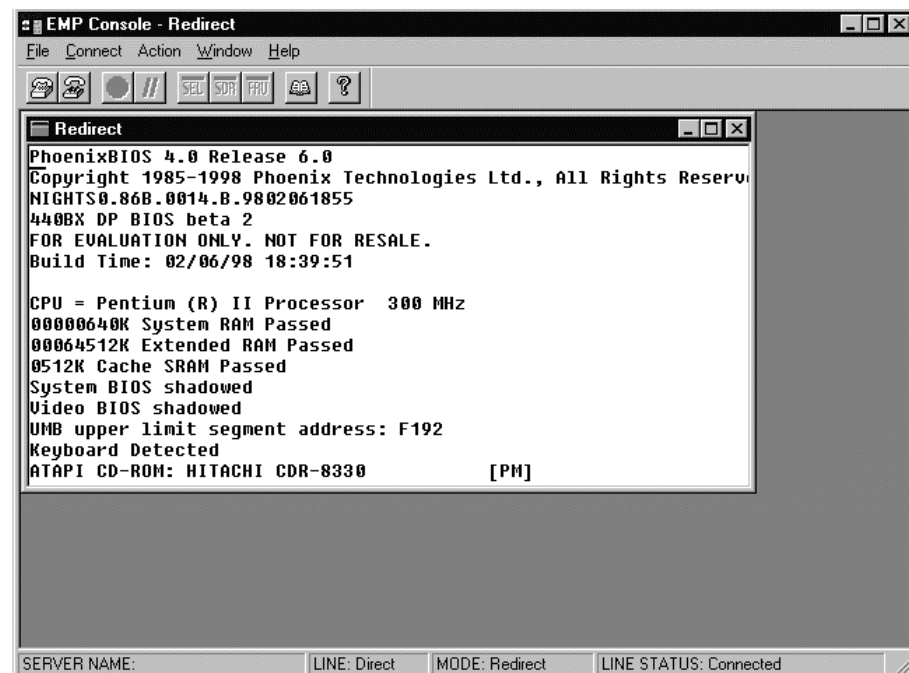 EMP Console - Redirect
File Connect Action Window Help
SEL SDR FRU
Redirect
PhoenixBIOS 4.0 Release 6.0
Copyright 1985-1998 Phoenix Technologies Ltd., All Rights Reserv
NIGHTS0.86B.0014.B.9802061855
440BX DP BIOS beta 2
FOR EVALUATION ONLY. NOT FOR RESALE.
Build Time: 02/06/98 18:39:51
CPU = Pentium (R) II Processor 300 MHz
00000640K System RAM Passed
00064512K Extended RAM Passed
0512K Cache SRAM Passed
System BIOS shadowed
Video BIOS shadowed
UMB upper limit segment address: F192
Keyboard Detected
ATAPI CD-ROM: HITACHI CDR-8330 [PM]
SERVER NAME: LINE: Direct MODE: Redirect LINE STATUS: Connected